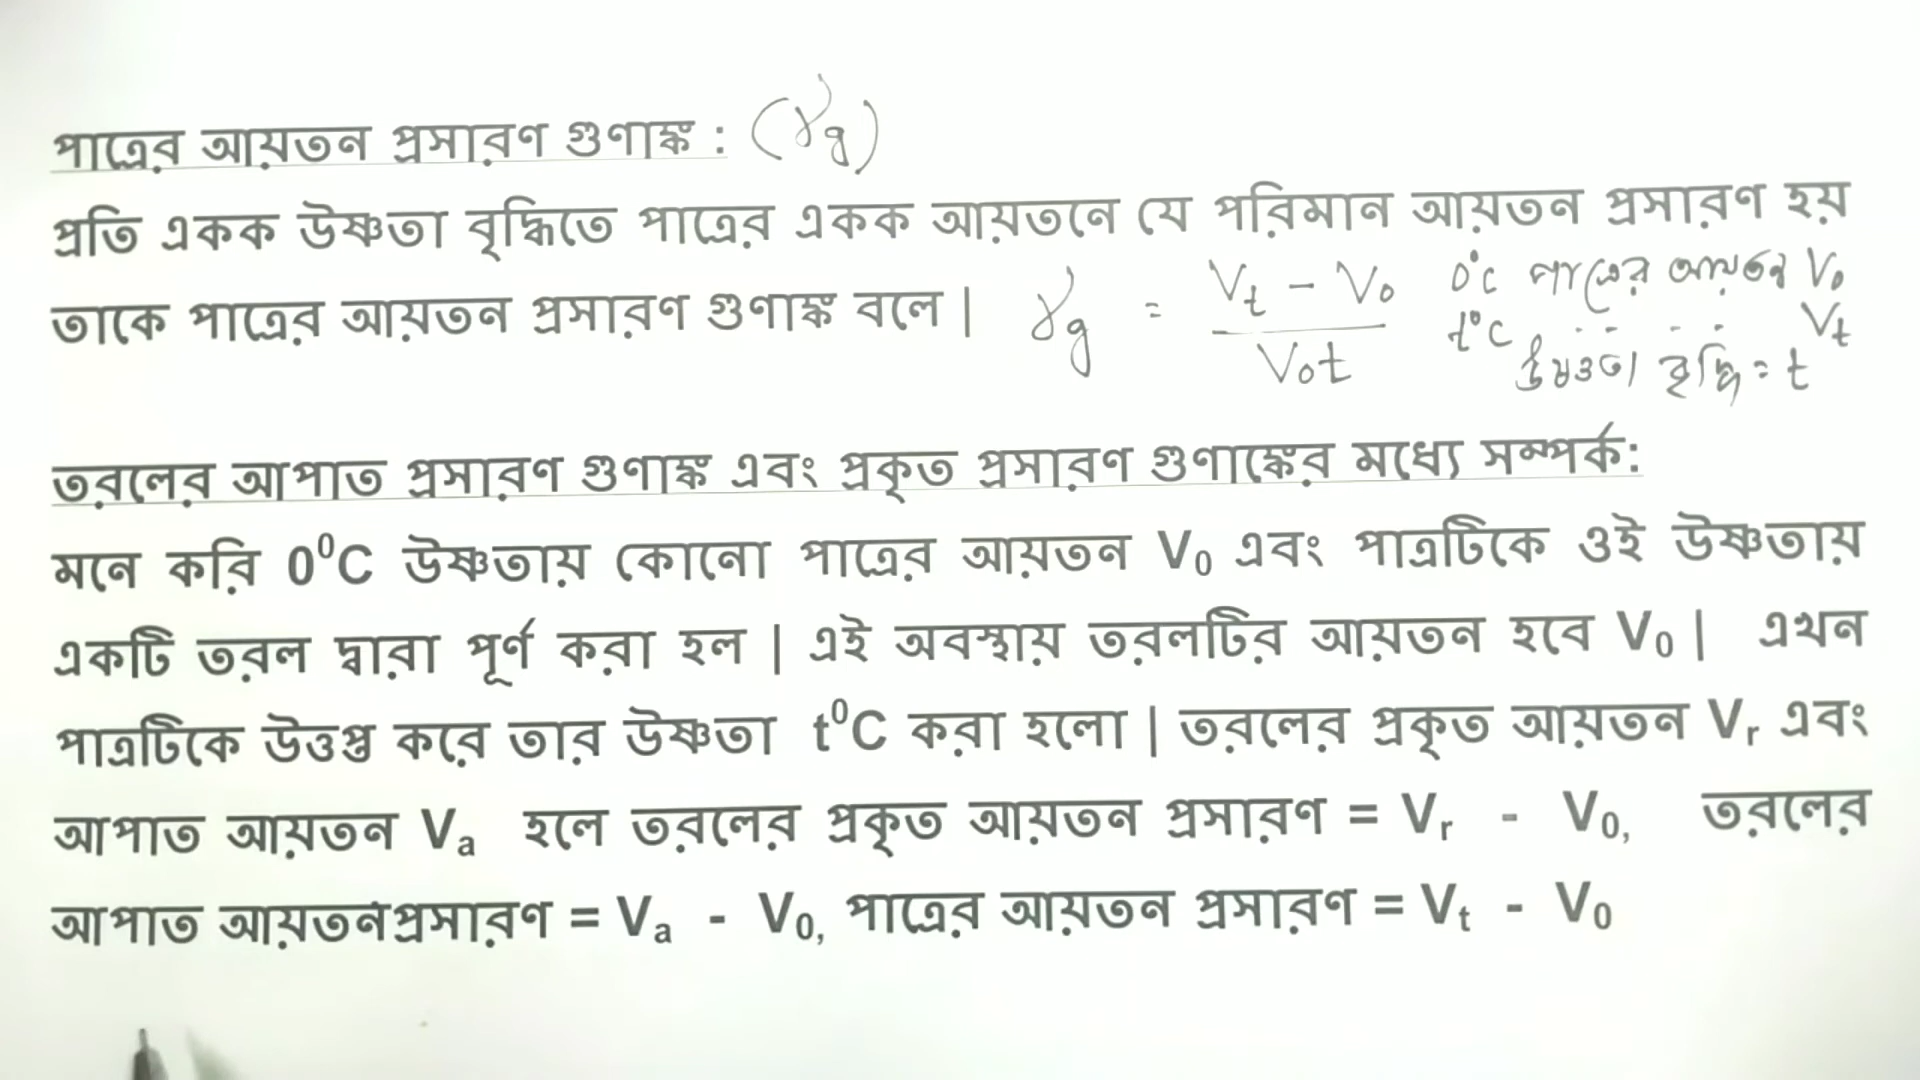 পাত্রের আয়তন প্রসারণ গুণাঙ্ক : (γg)
প্রতি একক উষ্ণতা বৃদ্ধিতে পাত্রের একক আয়তনে যে পরিমান আয়তন প্রসারণ হয়
তাকে পাত্রের আয়তন প্রসারণ গুণাঙ্ক বলে | γg = (Vt - V0) / V0t
0°C পাত্রের আয়তন V0
t°C " " Vt
উষ্ণতা বৃদ্ধি = t
তরলের আপাত প্রসারণ গুণাঙ্ক এবং প্রকৃত প্রসারণ গুণাঙ্কের মধ্যে সম্পর্ক:
মনে করি 0⁰C উষ্ণতায় কোনো পাত্রের আয়তন V₀ এবং পাত্রটিকে ওই উষ্ণতায়
একটি তরল দ্বারা পূর্ণ করা হল | এই অবস্থায় তরলটির আয়তন হবে V₀ | এখন
পাত্রটিকে উত্তপ্ত করে তার উষ্ণতা t⁰C করা হলো | তরলের প্রকৃত আয়তন Vr এবং
আপাত আয়তন Va হলে তরলের প্রকৃত আয়তন প্রসারণ = Vr - V₀, তরলের
আপাত আয়তনপ্রসারণ = Va - V₀, পাত্রের আয়তন প্রসারণ = Vt - V₀